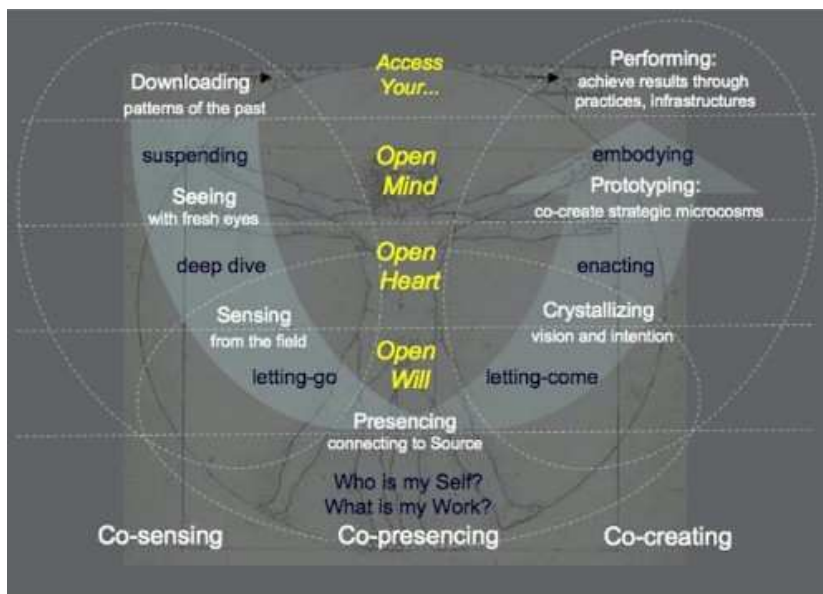 Access
Your...
Downloading
patterns of the past
Performing:
achieve results through
practices, infrastructures
suspending
Open
Mind
embodying
Seeing
with fresh eyes
Prototyping:
co-create strategic microcosms
deep dive
Open
Heart
enacting
Sensing
from the field
Crystallizing
vision and intention
letting-go
Open
Will
letting-come
Presencing
connecting to Source
Who is my Self?
What is my Work?
Co-sensing
Co-presencing
Co-creating